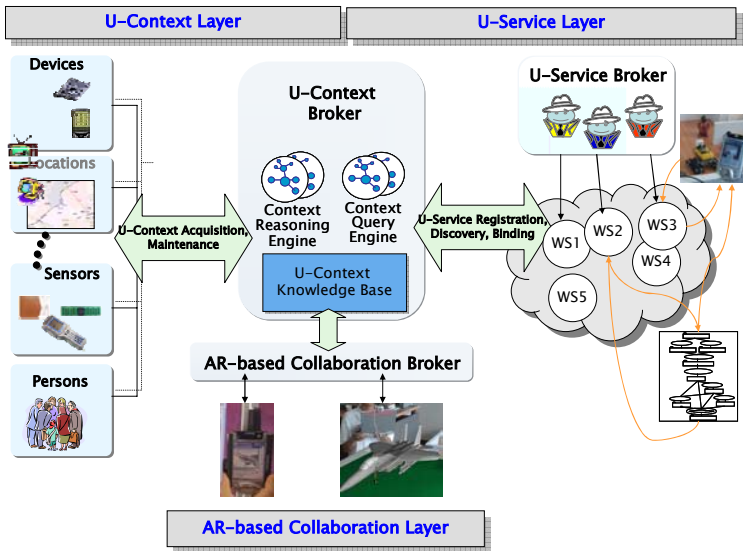 U-Context Layer
U-Service Layer
Devices
Locations
Sensors
Persons
U-Context Acquisition,
Maintenance
U-Context
Broker
Context
Reasoning
Engine
Context
Query
Engine
U-Context
Knowledge Base
U-Service Registration,
Discovery, Binding
U-Service Broker
WS1
WS2
WS3
WS4
WS5
AR-based Collaboration Broker
AR-based Collaboration Layer